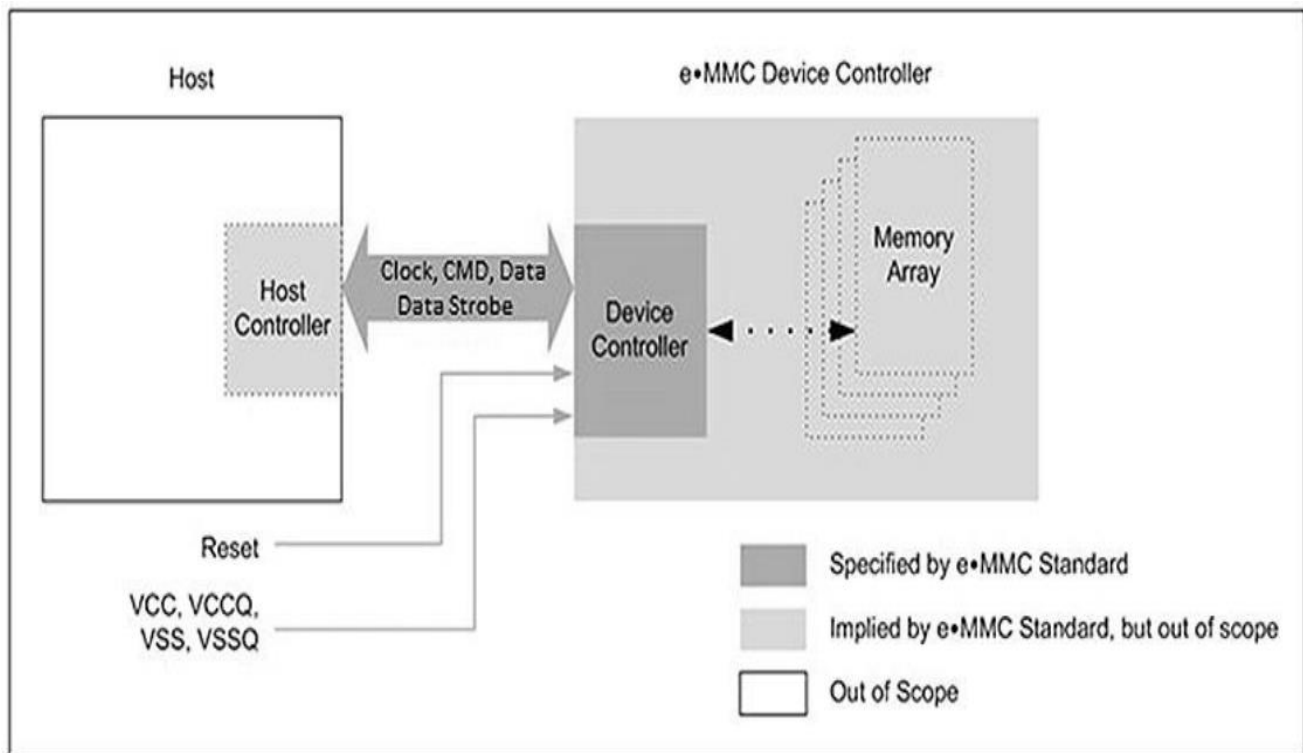 Host
e•MMC Device Controller
Host
Controller
Clock, CMD, Data
Data Strobe
Device
Controller
Memory
Array
Reset
VCC, VCCQ,
VSS, VSSQ
Specified by e•MMC Standard
Implied by e•MMC Standard, but out of scope
Out of Scope